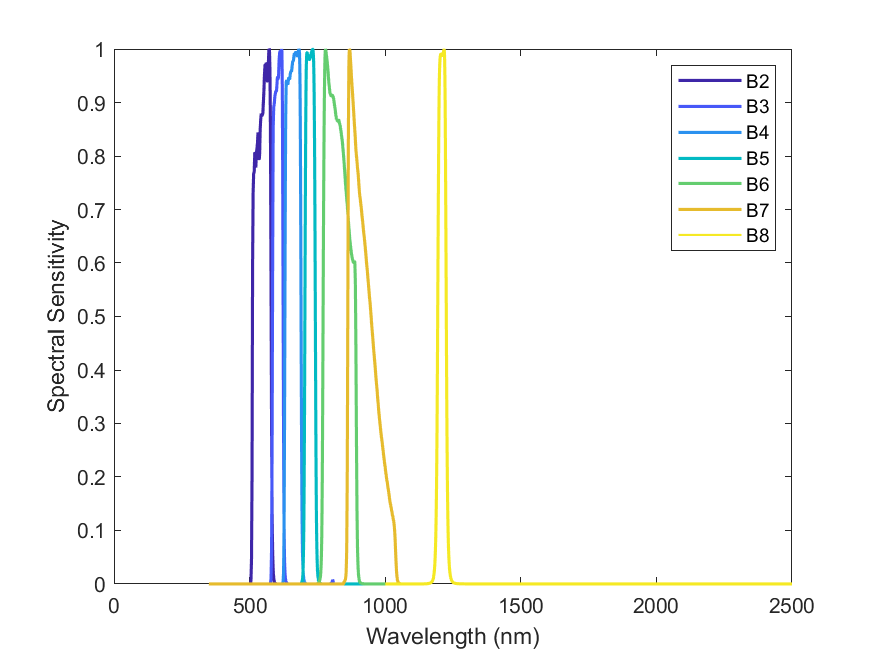 1
0.9
0.8
0.7
0.6
0.5
0.4
0.3
0.2
0.1
0
Spectral Sensitivity
0 500 1000 1500 2000 2500
Wavelength (nm)
B2
B3
B4
B5
B6
B7
B8